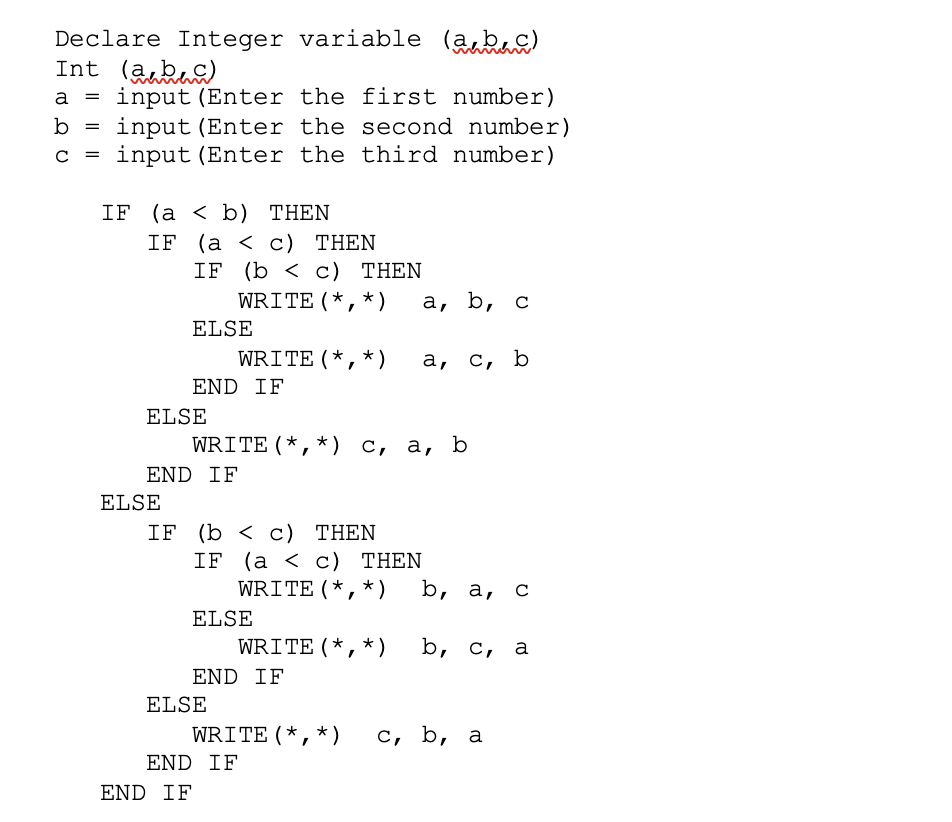 Declare Integer variable (a,b,c)
Int (a,b,c)
a = input(Enter the first number)
b = input(Enter the second number)
c = input(Enter the third number)

   IF (a < b) THEN
      IF (a < c) THEN
         IF (b < c) THEN
            WRITE(*,*)  a, b, c
         ELSE
            WRITE(*,*)  a, c, b
         END IF
      ELSE
         WRITE(*,*) c, a, b
      END IF
   ELSE
      IF (b < c) THEN
         IF (a < c) THEN
            WRITE(*,*)  b, a, c
         ELSE
            WRITE(*,*)  b, c, a
         END IF
      ELSE
         WRITE(*,*)  c, b, a
      END IF
   END IF